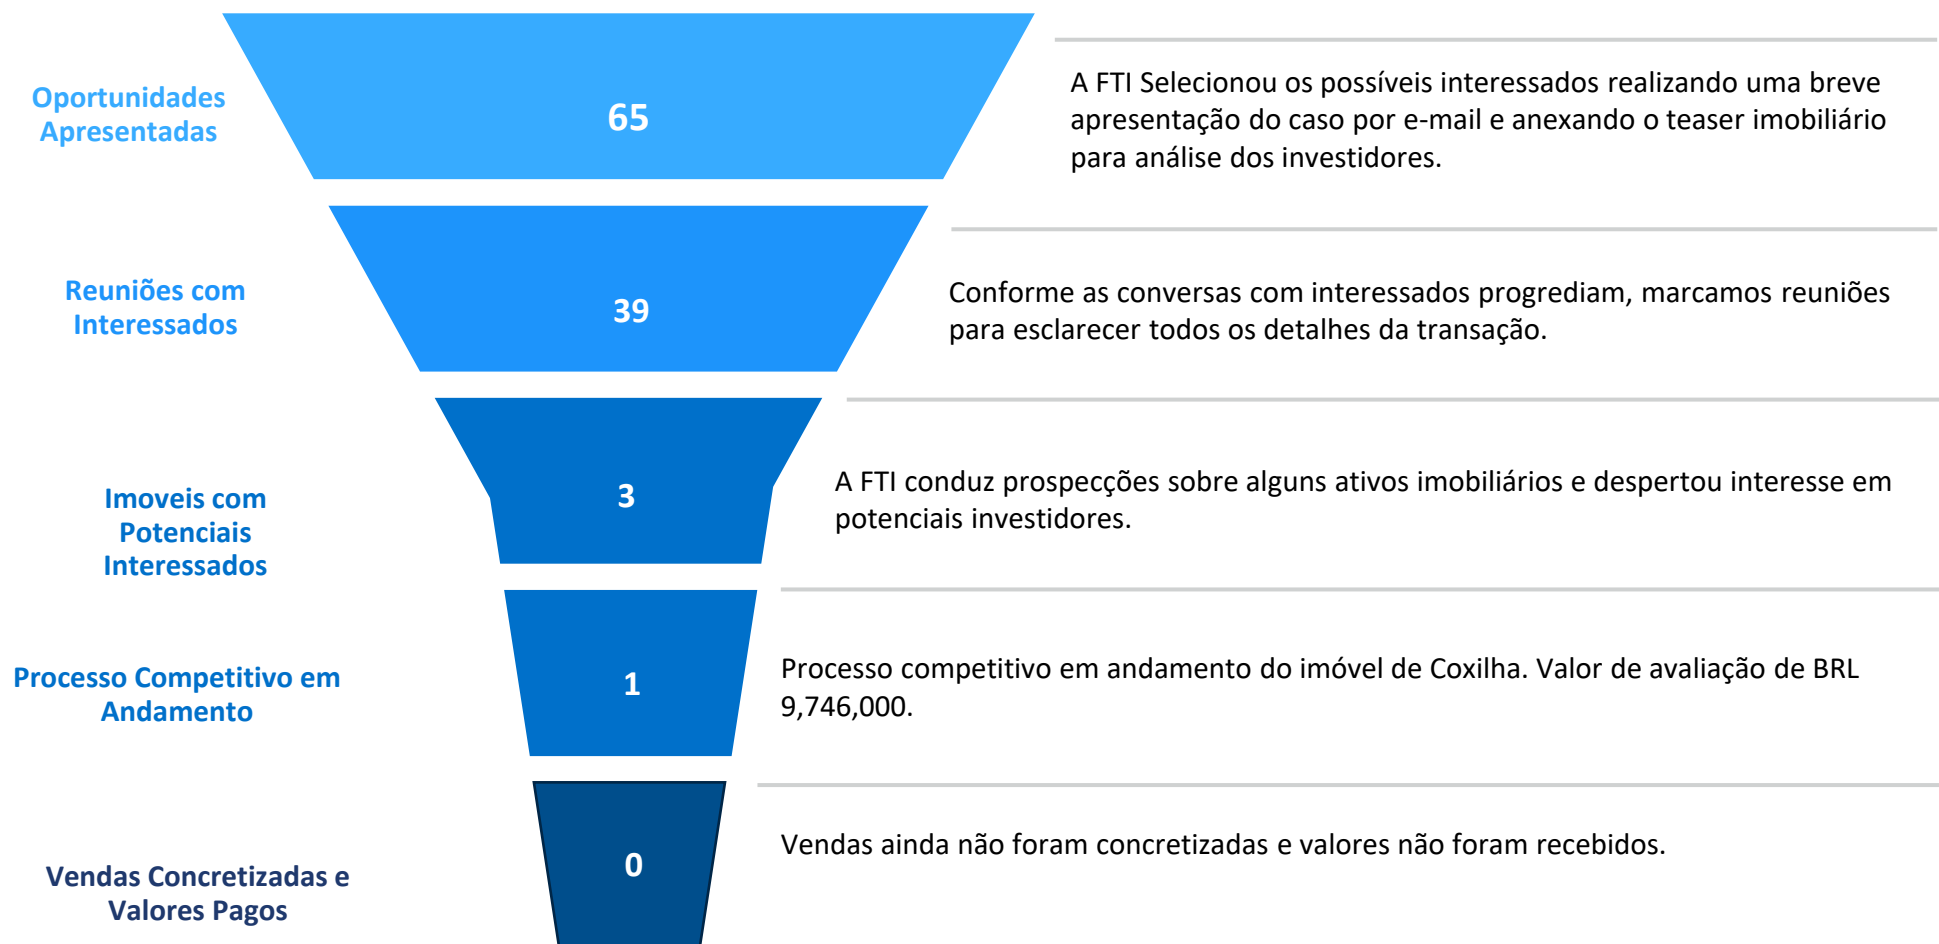 Oportunidades
Apresentadas
65
A FTI Selecionou os possíveis interessados realizando uma breve
apresentação do caso por e-mail e anexando o teaser imobiliário
para análise dos investidores.
Reuniões com
Interessados
39
Conforme as conversas com interessados progrediam, marcamos reuniões
para esclarecer todos os detalhes da transação.
Imoveis com
Potenciais
Interessados
3
A FTI conduz prospecções sobre alguns ativos imobiliários e despertou interesse em
potenciais investidores.
Processo Competitivo em
Andamento
1
Processo competitivo em andamento do imóvel de Coxilha. Valor de avaliação de BRL
9,746,000.
Vendas Concretizadas e
Valores Pagos
0
Vendas ainda não foram concretizadas e valores não foram recebidos.